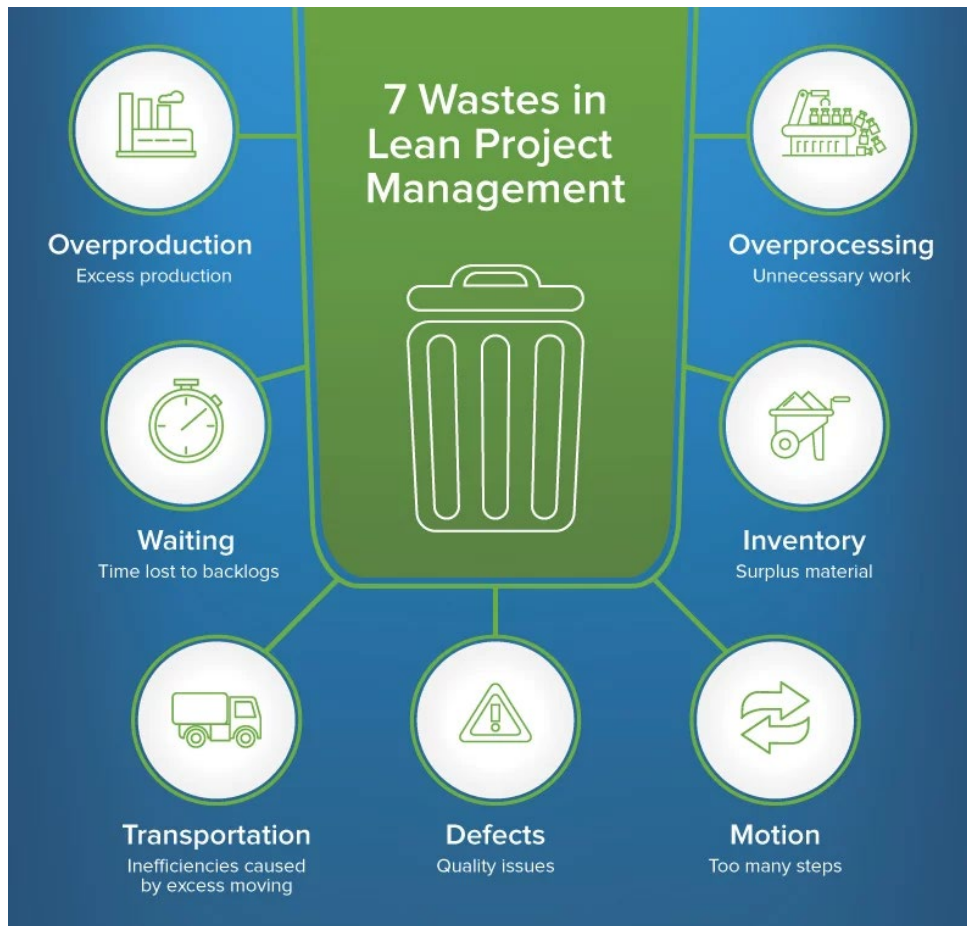 7 Wastes in
Lean Project
Management
Overproduction
Excess production
Overprocessing
Unnecessary work
Waiting
Time lost to backlogs
Inventory
Surplus material
Transportation
Inefficiencies caused
by excess moving
Defects
Quality issues
Motion
Too many steps